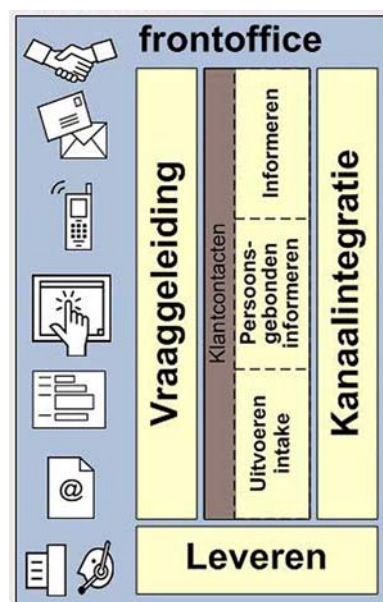 frontoffice
Vraaggeleiding
Klantcontacten
Informeren
Persoons-
gebonden
informeren
Uitvoeren
intake
Kanaalintegratie
@
Leveren